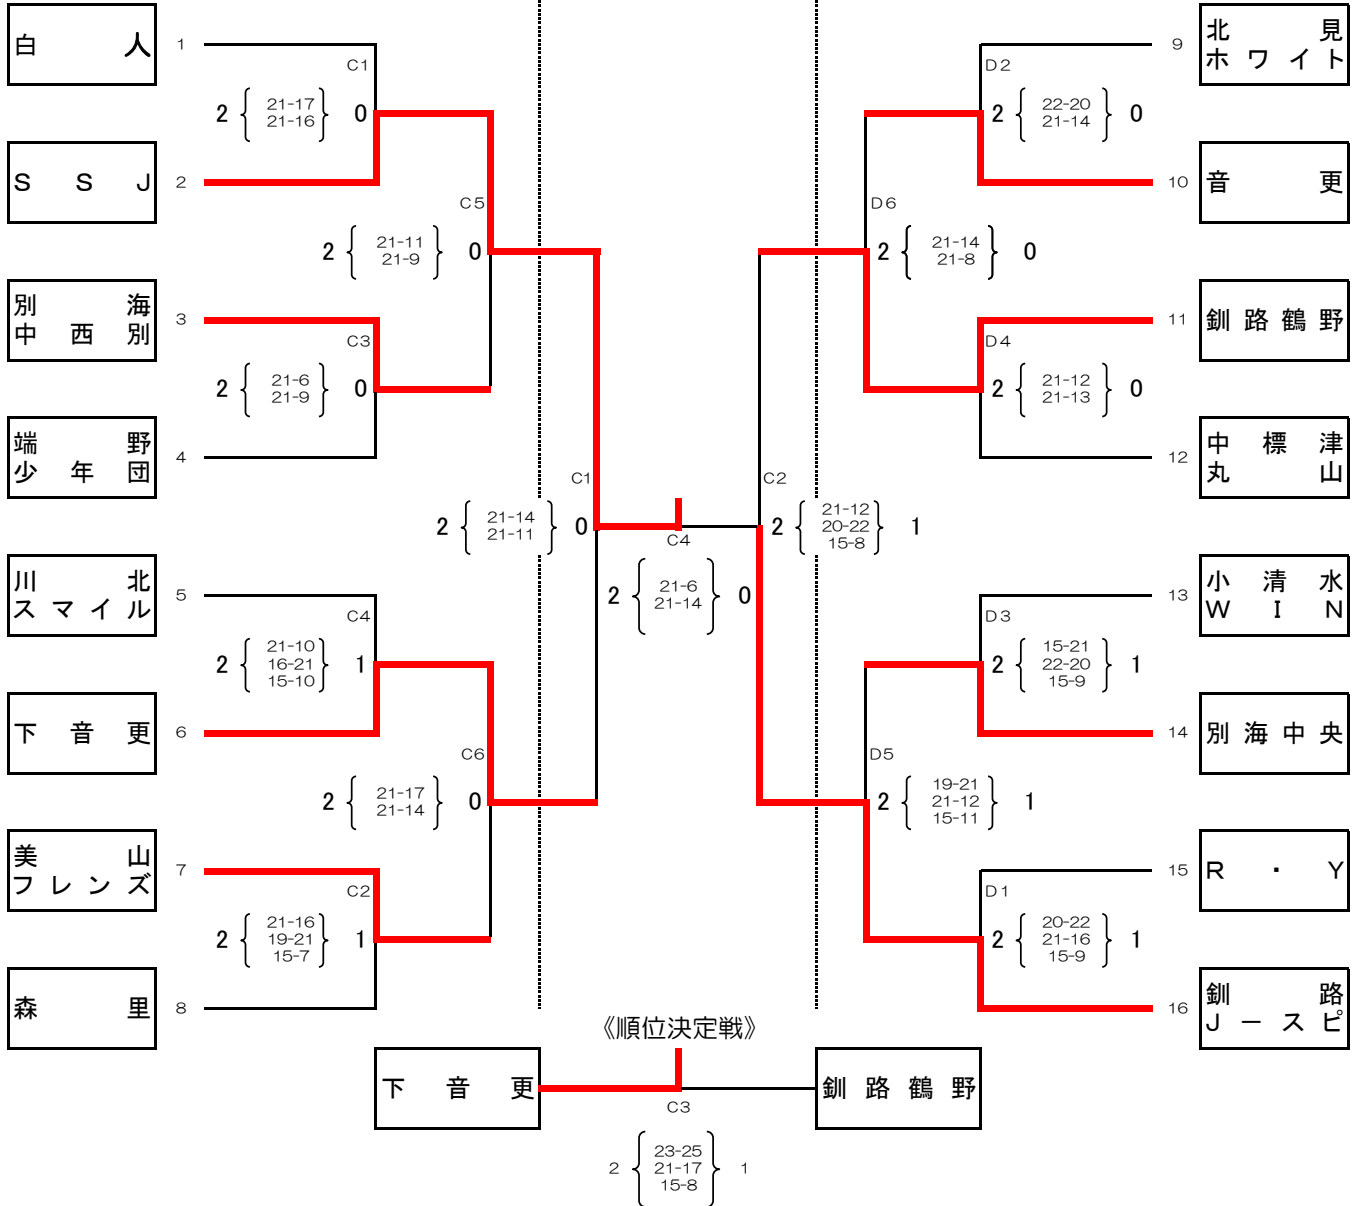 白人 1
C1
2 21-17 0
21-16
SSJ 2
C5
2 21-11 0
21-9
別海
中西別 3
C3
2 21-6 0
21-9
端野
少年団 4
C1
2 21-14 0
21-11
川北
スマイル 5
C4
2 21-10 1
16-21
15-10
下音更 6
C6
2 21-17 0
21-14
美山
フレンズ 7
C2
2 21-16 1
19-21
15-7
森里 8
C4
2 21-6 0
21-14
9 北見
ホワイト
D2
2 22-20 0
21-14
10 音更
D6
2 21-14 0
21-8
11 釧路鶴野
D4
2 21-12 0
21-13
12 中標津
丸山
C2
2 21-12 1
20-22
15-8
13 小清水
WIN
D3
2 15-21 1
22-20
15-9
14 別海中央
D5
2 19-21 1
21-12
15-11
15 R・Y
D1
2 20-22 1
21-16
15-9
16 釧路
Jースピ
《順位決定戦》
下音更 釧路鶴野
C3
2 23-25 1
21-17
15-8